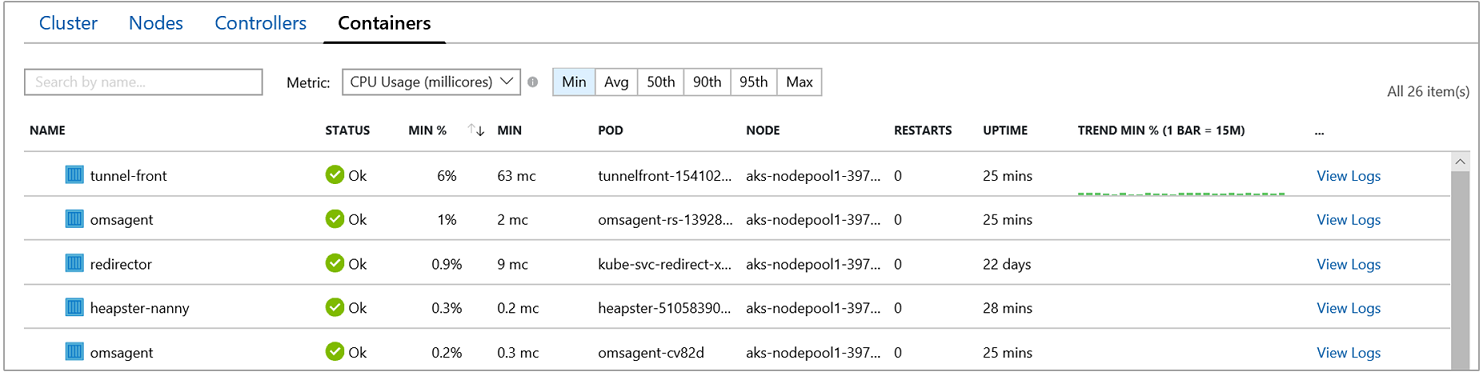 Cluster Nodes Controllers Containers
Search by name... Metric: CPU Usage (millicores) Min Avg 50th 90th 95th Max
All 26 item(s)
NAME STATUS MIN % MIN POD NODE RESTARTS UPTIME TREND MIN % (1 BAR = 15M) ...
tunnel-front Ok 6% 63 mc tunnelfront-154102... aks-nodepool1-397... 0 25 mins View Logs
omsagent Ok 1% 2 mc omsagent-rs-13928... aks-nodepool1-397... 0 25 mins View Logs
redirector Ok 0.9% 9 mc kube-svc-redirect-x... aks-nodepool1-397... 0 22 days View Logs
heapster-nanny Ok 0.3% 0.2 mc heapster-51058390... aks-nodepool1-397... 0 28 mins View Logs
omsagent Ok 0.2% 0.3 mc omsagent-cv82d aks-nodepool1-397... 0 25 mins View Logs